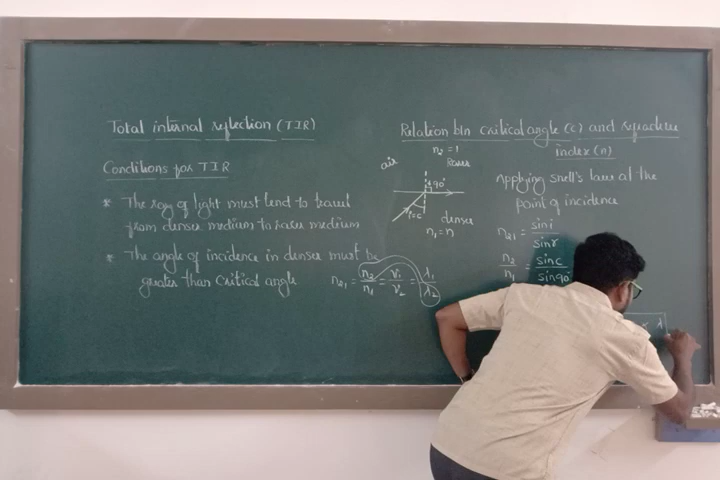 Total internal reflection (TIR)
Conditions for TIR
* The ray of light must tend to travel
from denser medium to rarer medium
* The angle of incidence in denser must be
greater than critical angle
n₂₁ = n₂/n₁ = v₁/v₂ = λ₁/λ₂
Relation b/n critical angle (c) and refractive
index (n)
n₂ = 1
air Rarer
90°
i=c
denser
n₁ = n
Applying snell's law at the
point of incidence
n₂₁ = sin i / sin r
n₂/n₁ = sin c / sin 90°
λ